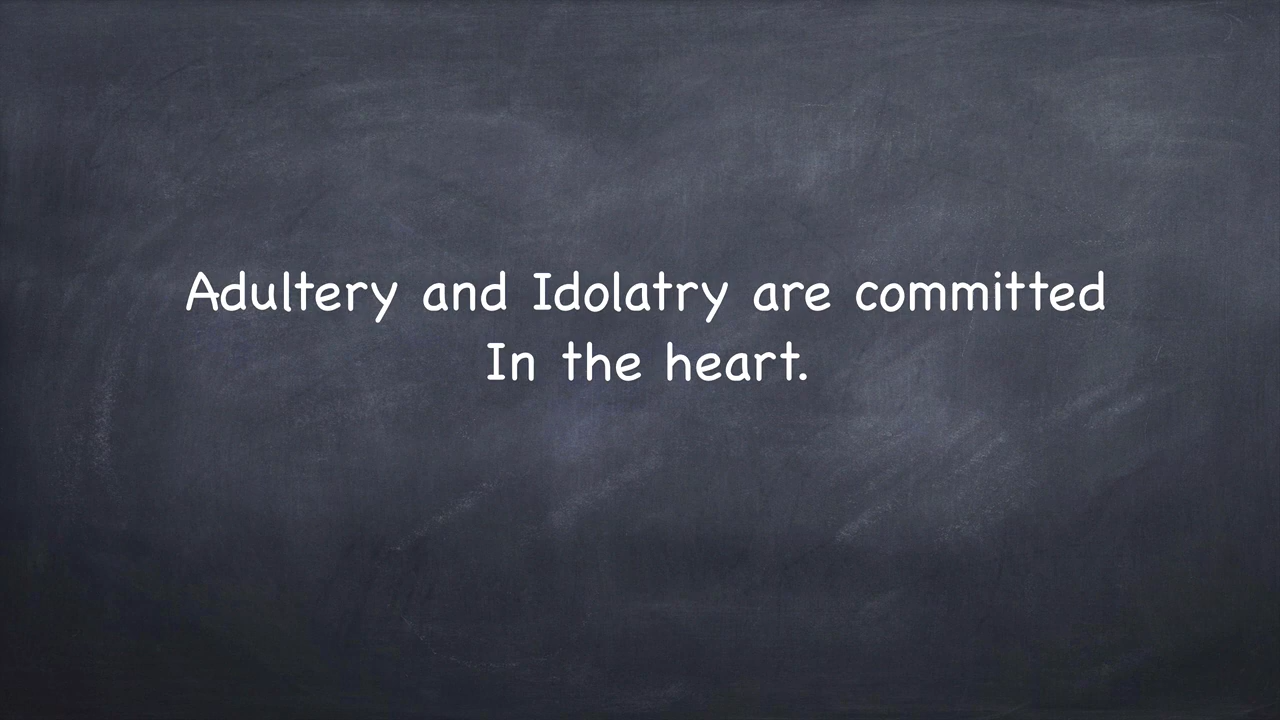 Adultery and Idolatry are committed
In the heart.